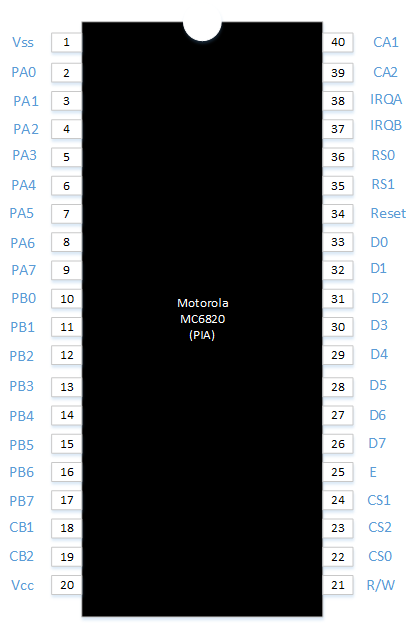 Vss 1 40 CA1
PA0 2 39 CA2
PA1 3 38 IRQA
PA2 4 37 IRQB
PA3 5 36 RS0
PA4 6 35 RS1
PA5 7 34 Reset
PA6 8 33 D0
PA7 9 32 D1
PB0 10 31 D2
Motorola
MC6820
(PIA)
PB1 11 30 D3
PB2 12 29 D4
PB3 13 28 D5
PB4 14 27 D6
PB5 15 26 D7
PB6 16 25 E
PB7 17 24 CS1
CB1 18 23 CS2
CB2 19 22 CS0
Vcc 20 21 R/W